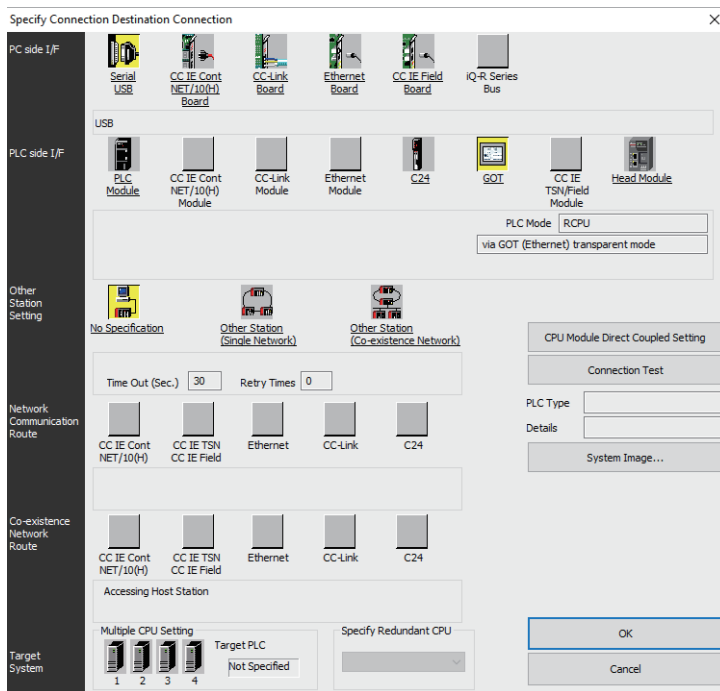 Specify Connection Destination Connection
PC side I/F
Serial
USB
CC IE Cont
NET/10(H)
Board
CC-Link
Board
Ethernet
Board
CC IE Field
Board
iQ-R Series
Bus
USB
PLC side I/F
PLC
Module
CC IE Cont
NET/10(H)
Module
CC-Link
Module
Ethernet
Module
C24
GOT
CC IE
TSN/Field
Module
Head Module
PLC Mode RCPU
via GOT (Ethernet) transparent mode
Other
Station
Setting
No Specification
Other Station
(Single Network)
Other Station
(Co-existence Network)
CPU Module Direct Coupled Setting
Time Out (Sec.) 30 Retry Times 0
Connection Test
PLC Type
Details
System Image...
Network
Communication
Route
CC IE Cont
NET/10(H)
CC IE TSN
CC IE Field
Ethernet
CC-Link
C24
Co-existence
Network
Route
CC IE Cont
NET/10(H)
CC IE TSN
CC IE Field
Ethernet
CC-Link
C24
Accessing Host Station
Target
System
Multiple CPU Setting
1 2 3 4
Target PLC
Not Specified
Specify Redundant CPU
OK
Cancel